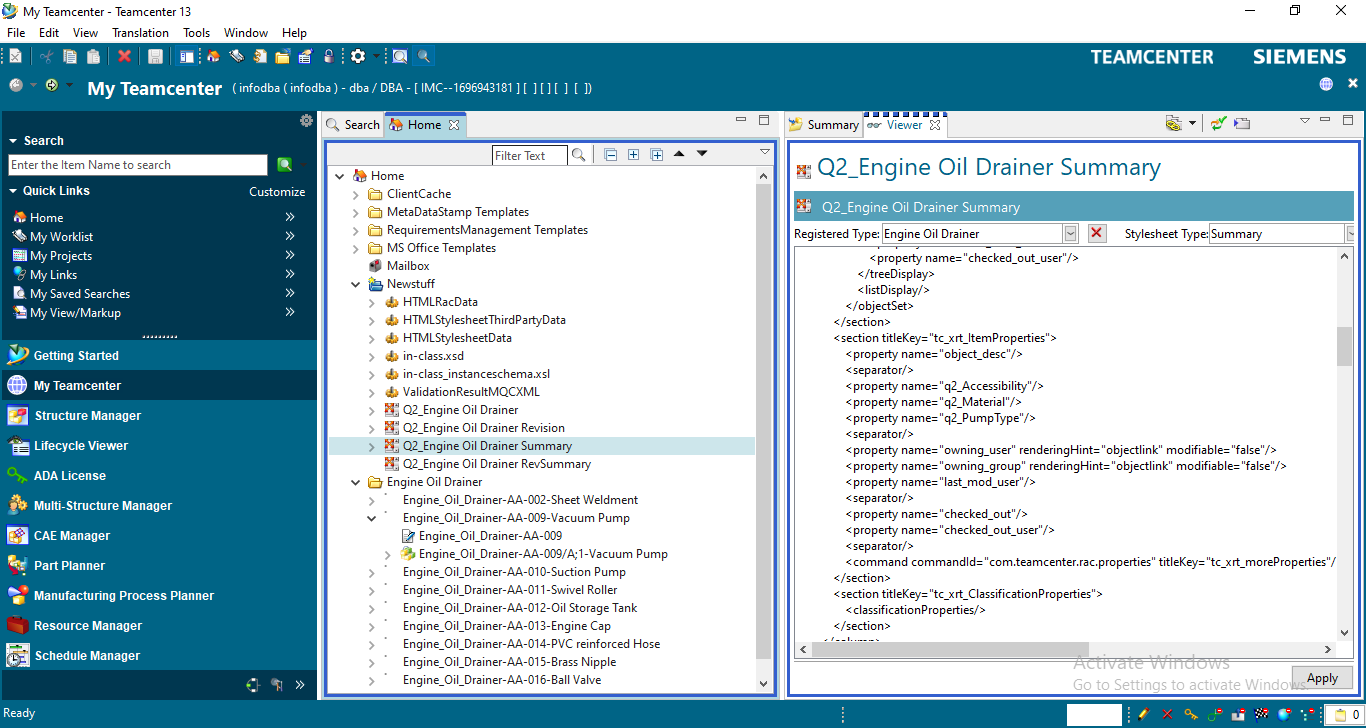 My Teamcenter - Teamcenter 13
File Edit View Translation Tools Window Help
TEAMCENTER SIEMENS
My Teamcenter ( infodba ( infodba ) - dba / DBA - [ IMC--1696943181 ] [ ] [ ] [ ] [ ])
Search
Enter the Item Name to search
Quick Links Customize
Home
My Worklist
My Projects
My Links
My Saved Searches
My View/Markup
Getting Started
My Teamcenter
Structure Manager
Lifecycle Viewer
ADA License
Multi-Structure Manager
CAE Manager
Part Planner
Manufacturing Process Planner
Resource Manager
Schedule Manager
Search Home
Filter Text
Home
ClientCache
MetaDataStamp Templates
RequirementsManagement Templates
MS Office Templates
Mailbox
Newstuff
HTMLRacData
HTMLStylesheetThirdPartyData
HTMLStylesheetData
in-class.xsd
in-class_instanceschema.xsl
ValidationResultMQCXML
Q2_Engine Oil Drainer
Q2_Engine Oil Drainer Revision
Q2_Engine Oil Drainer Summary
Q2_Engine Oil Drainer RevSummary
Engine Oil Drainer
Engine_Oil_Drainer-AA-002-Sheet Weldment
Engine_Oil_Drainer-AA-009-Vacuum Pump
Engine_Oil_Drainer-AA-009
Engine_Oil_Drainer-AA-009/A;1-Vacuum Pump
Engine_Oil_Drainer-AA-010-Suction Pump
Engine_Oil_Drainer-AA-011-Swivel Roller
Engine_Oil_Drainer-AA-012-Oil Storage Tank
Engine_Oil_Drainer-AA-013-Engine Cap
Engine_Oil_Drainer-AA-014-PVC reinforced Hose
Engine_Oil_Drainer-AA-015-Brass Nipple
Engine_Oil_Drainer-AA-016-Ball Valve
Summary Viewer
Q2_Engine Oil Drainer Summary
Q2_Engine Oil Drainer Summary
Registered Type: Engine Oil Drainer Stylesheet Type: Summary
<property name="checked_out_user"/>
</treeDisplay>
<listDisplay/>
</objectSet>
</section>
<section titleKey="tc_xrt_ItemProperties">
<property name="object_desc"/>
<separator/>
<property name="q2_Accessibility"/>
<property name="q2_Material"/>
<property name="q2_PumpType"/>
<separator/>
<property name="owning_user" renderingHint="objectlink" modifiable="false"/>
<property name="owning_group" renderingHint="objectlink" modifiable="false"/>
<property name="last_mod_user"/>
<separator/>
<property name="checked_out"/>
<property name="checked_out_user"/>
<separator/>
<command commandId="com.teamcenter.rac.properties" titleKey="tc_xrt_moreProperties"/
</section>
<section titleKey="tc_xrt_ClassificationProperties">
<classificationProperties/>
</section>
Activate Windows
Go to Settings to activate Windows.
Apply
Ready
0